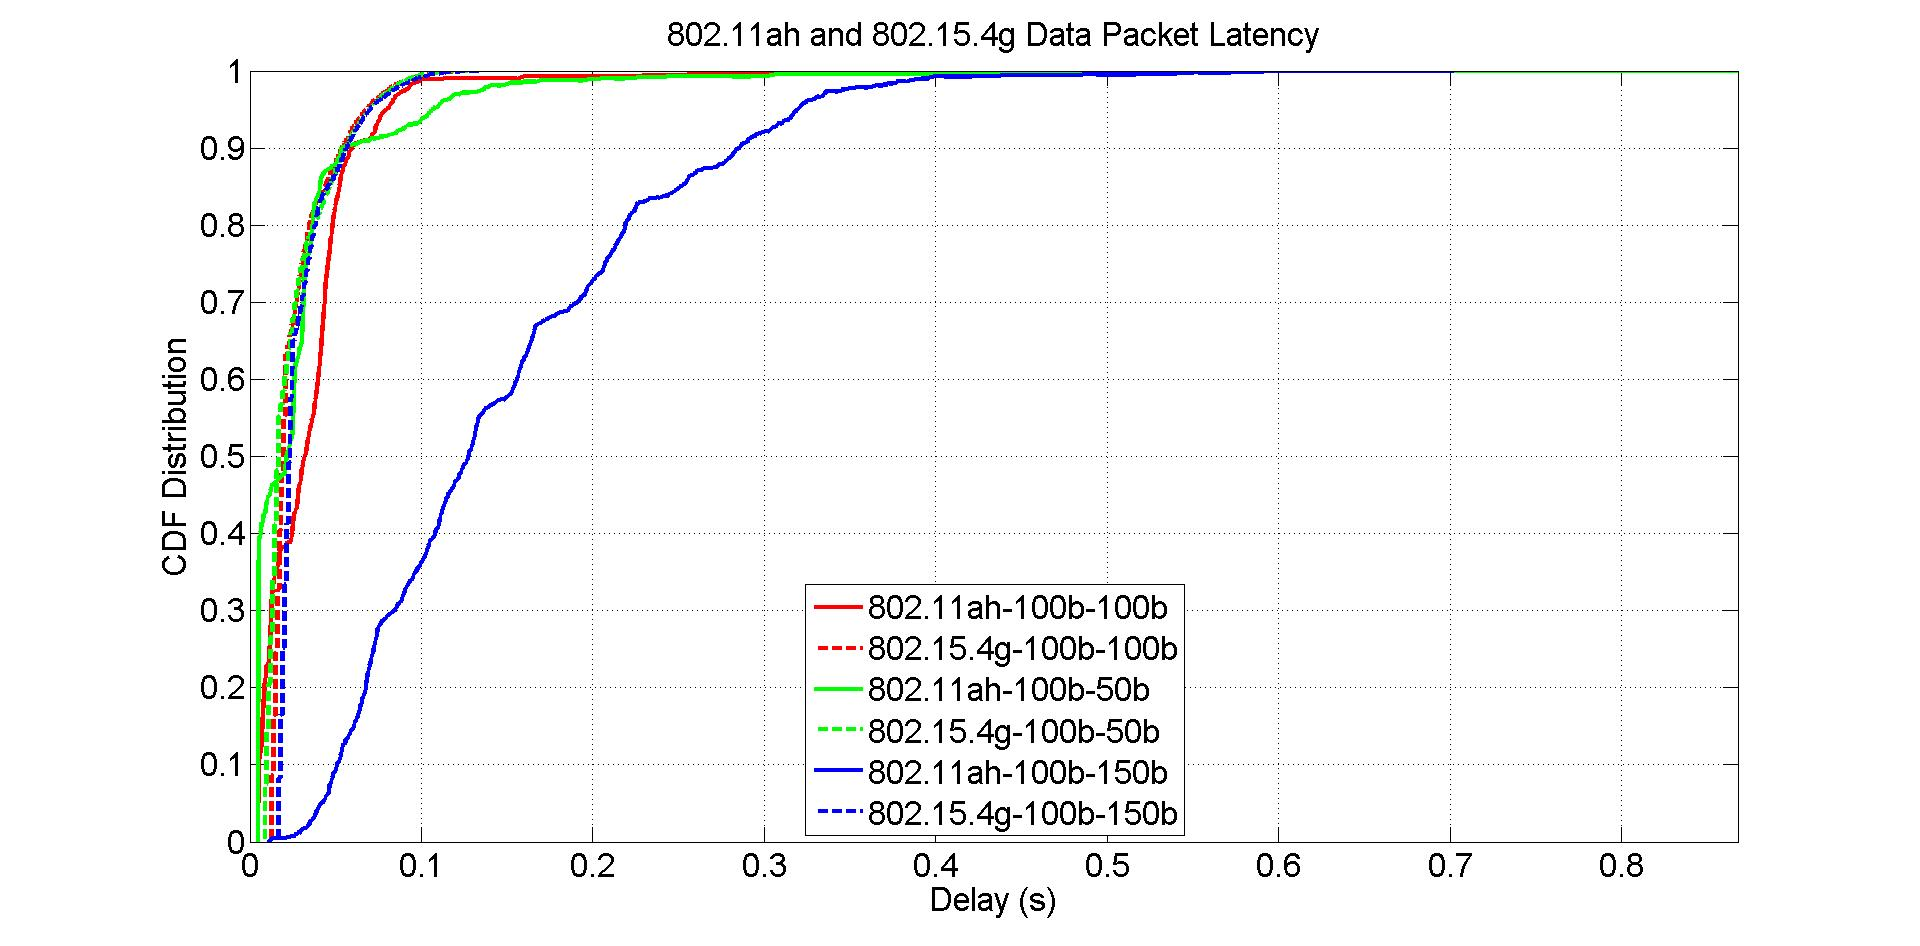 802.11ah and 802.15.4g Data Packet Latency
1
0.9
0.8
0.7
0.6
0.5
0.4
0.3
0.2
0.1
0
CDF Distribution
802.11ah-100b-100b
802.15.4g-100b-100b
802.11ah-100b-50b
802.15.4g-100b-50b
802.11ah-100b-150b
802.15.4g-100b-150b
0 0.1 0.2 0.3 0.4 0.5 0.6 0.7 0.8
Delay (s)